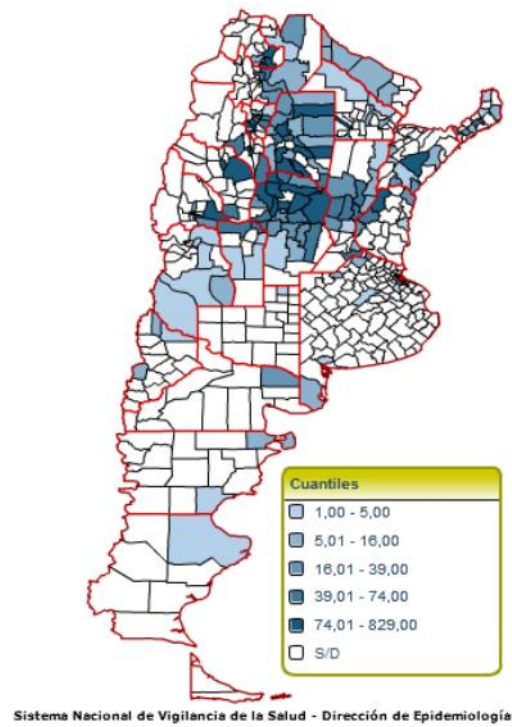 Cuantiles
1,00 - 5,00
5,01 - 16,00
16,01 - 39,00
39,01 - 74,00
74,01 - 829,00
S/D
Sistema Nacional de Vigilancia de la Salud - Dirección de Epidemiología